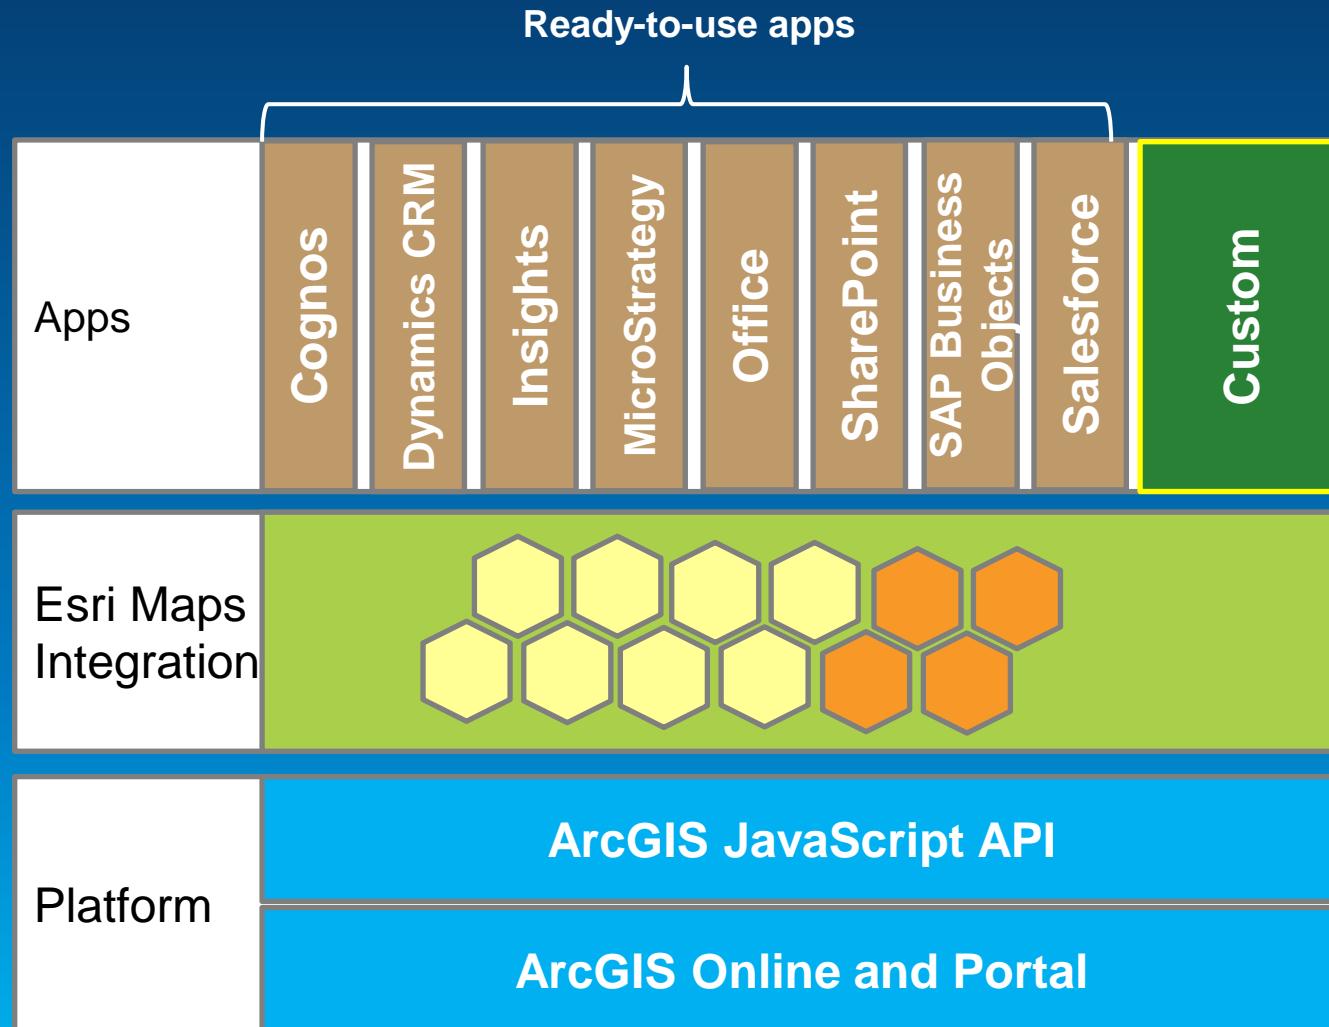 Ready-to-use apps
Apps
Cognos
Dynamics CRM
Insights
MicroStrategy
Office
SharePoint
SAP Business
Objects
Salesforce
Custom
Esri Maps
Integration
Platform
ArcGIS JavaScript API
ArcGIS Online and Portal